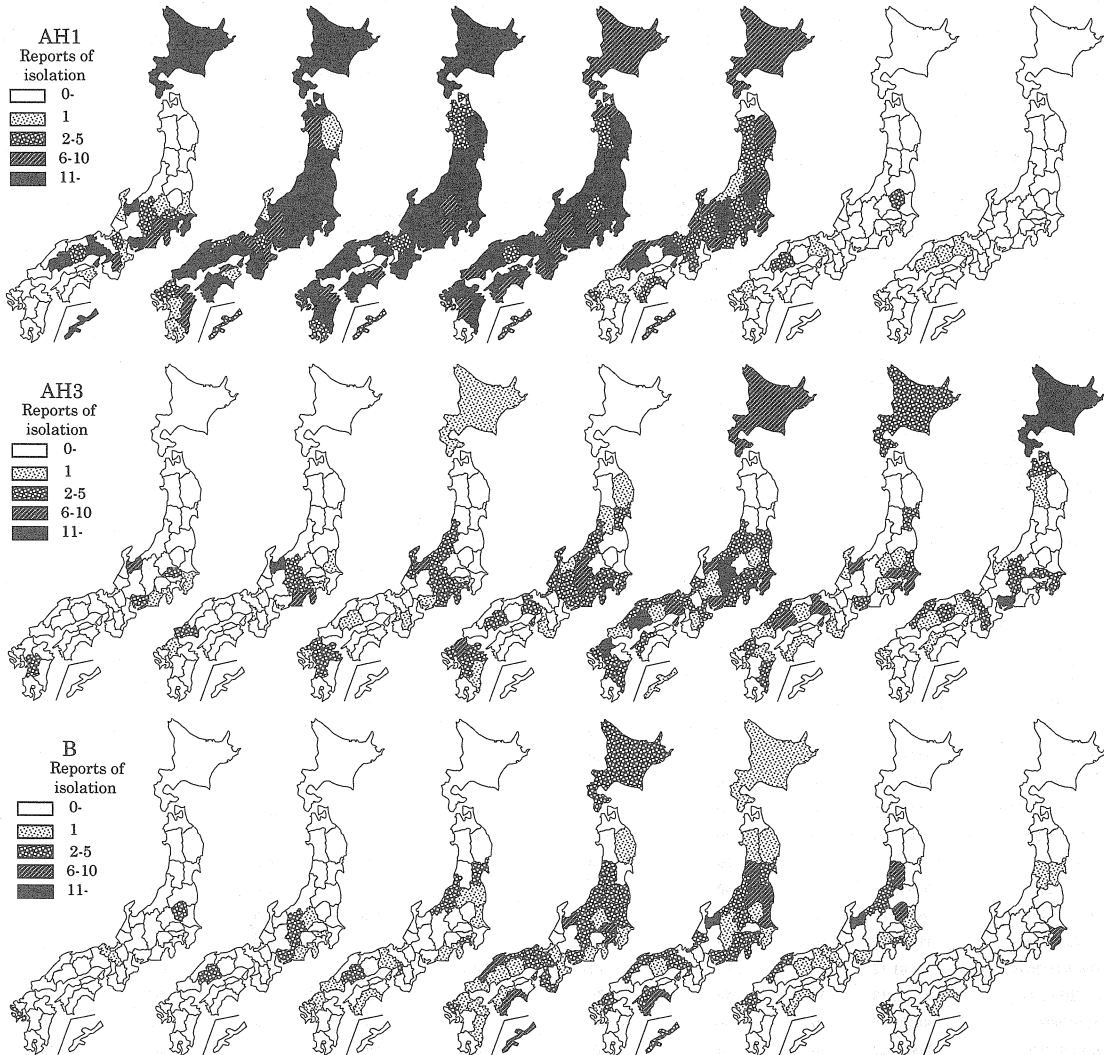 AH1
Reports of
isolation
0-
1
2-5
6-10
11-
AH3
Reports of
isolation
0-
1
2-5
6-10
11-
B
Reports of
isolation
0-
1
2-5
6-10
11-